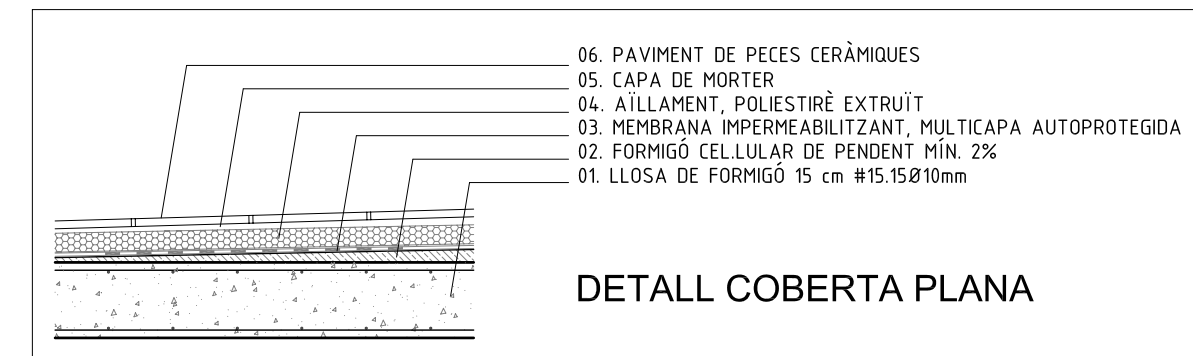 06. PAVIMENT DE PECES CERÀMIQUES
05. CAPA DE MORTER
04. AÏLLAMENT, POLIESTIRÈ EXTRUÏT
03. MEMBRANA IMPERMEABILITZANT, MULTICAPA AUTOPROTEGIDA
02. FORMIGÓ CEL.LULAR DE PENDENT MÍN. 2%
01. LLOSA DE FORMIGÓ 15 cm #15.15Ø10mm
DETALL COBERTA PLANA